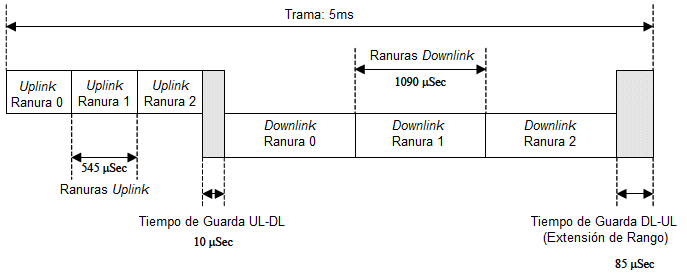 Trama: 5ms
Ranuras Downlink
1090 µSec
Uplink
Ranura 0
Uplink
Ranura 1
Uplink
Ranura 2
Downlink
Ranura 0
Downlink
Ranura 1
Downlink
Ranura 2
545 µSec
Ranuras Uplink
Tiempo de Guarda UL-DL
10 µSec
Tiempo de Guarda DL-UL
(Extensión de Rango)
85 µSec